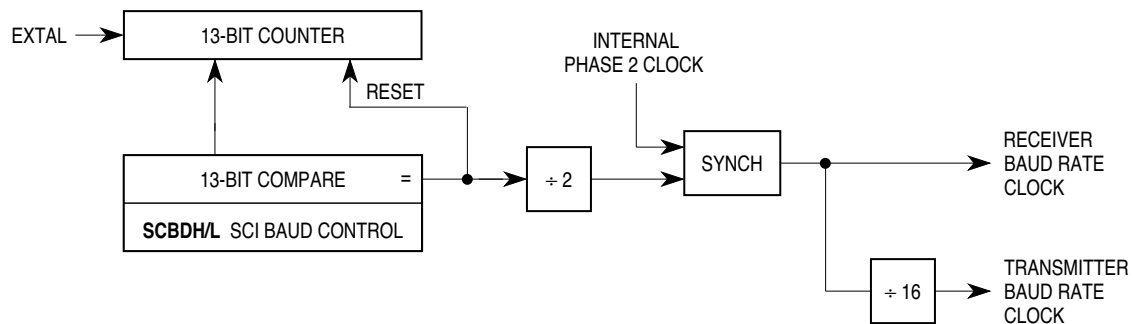 EXTAL
13-BIT COUNTER
INTERNAL
PHASE 2 CLOCK
RESET
13-BIT COMPARE =
SCBDH/L SCI BAUD CONTROL
÷ 2
SYNCH
RECEIVER
BAUD RATE
CLOCK
÷ 16
TRANSMITTER
BAUD RATE
CLOCK